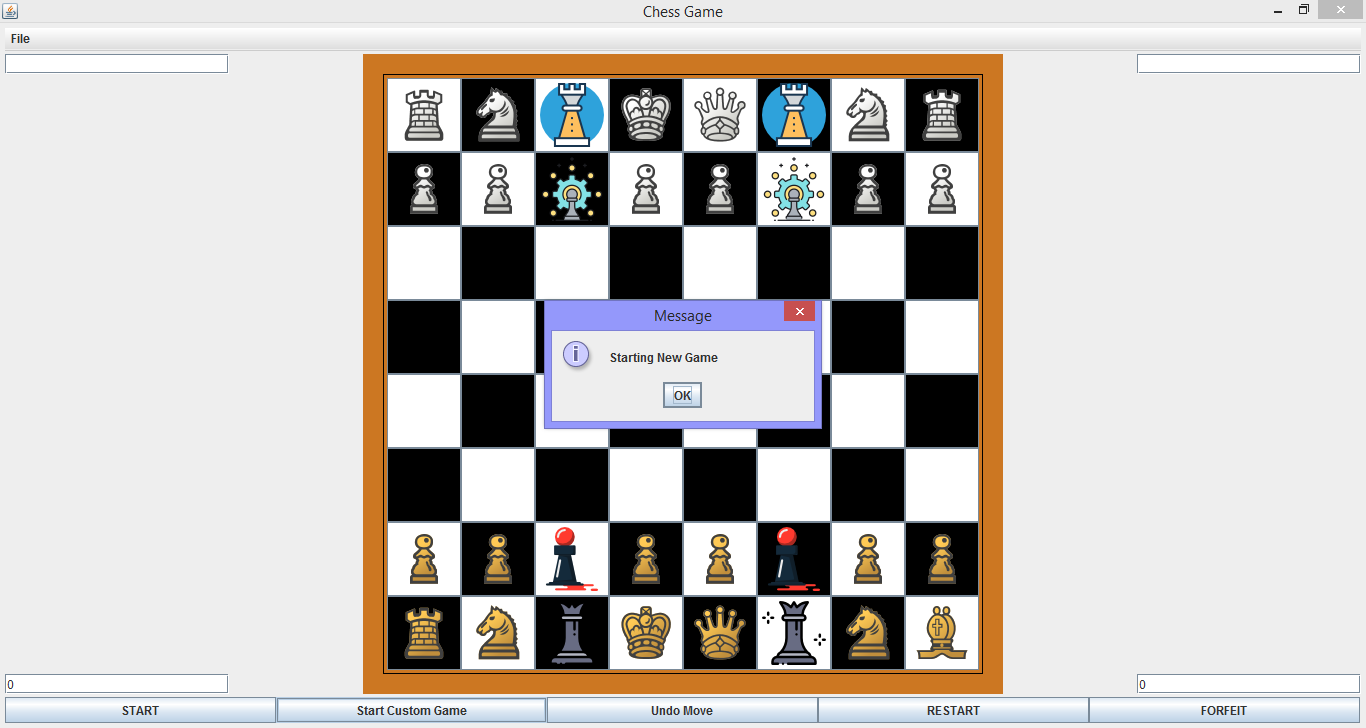 Chess Game
File
Message
i
Starting New Game
OK
0
0
START
Start Custom Game
Undo Move
RESTART
FORFEIT